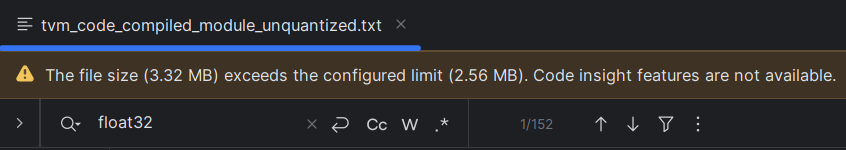 tvm_code_compiled_module_unquantized.txt
The file size (3.32 MB) exceeds the configured limit (2.56 MB). Code insight features are not available.
float32 Cc W .* 1/152